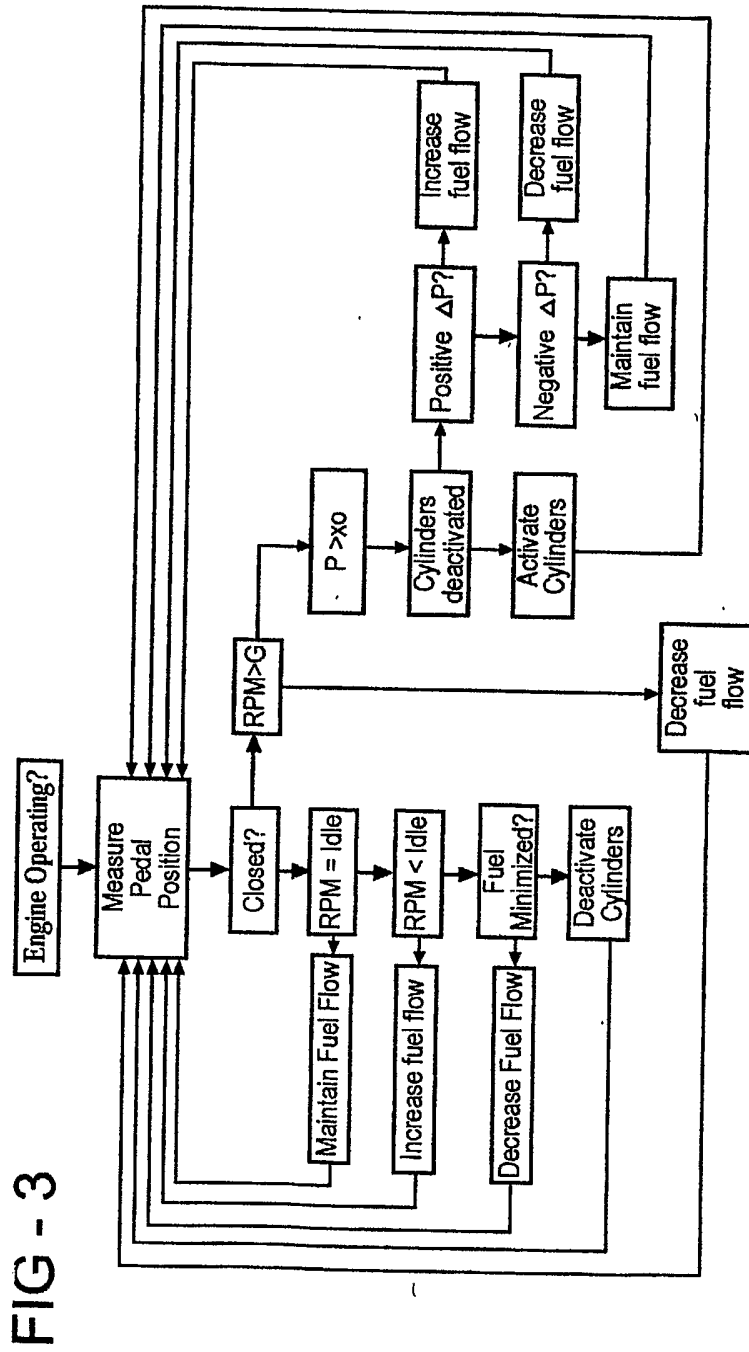 FIG - 3
Engine Operating?
Measure
Pedal
Position
Closed?
RPM>G
RPM = Idle
Maintain Fuel Flow
RPM < Idle
Increase fuel flow
Fuel
Minimized?
Decrease Fuel Flow
Deactivate
Cylinders
Decrease
fuel
flow
P >xo
Cylinders
deactivated
Activate
Cylinders
Positive ΔP?
Increase
fuel flow
Negative ΔP?
Decrease
fuel flow
Maintain
fuel flow